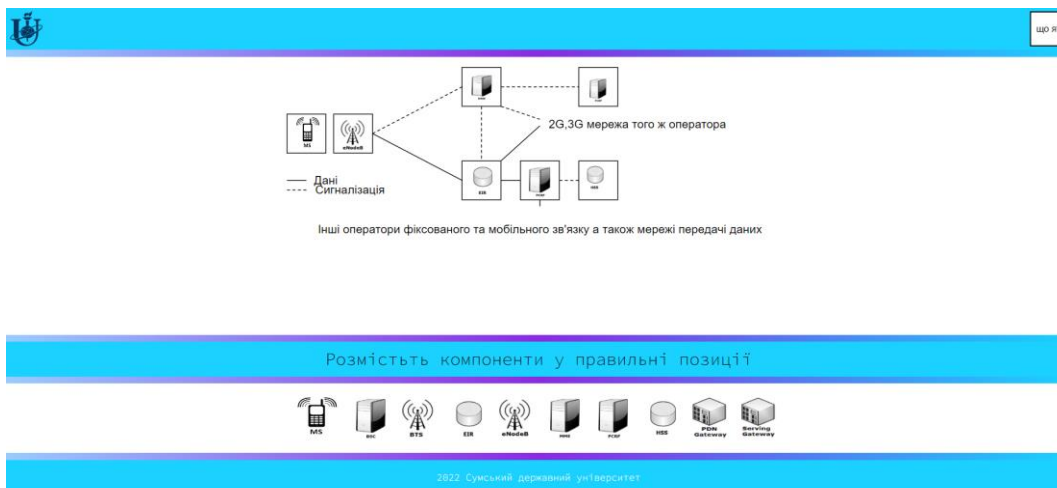 що я
2G,3G мережа того ж оператора
MS
eNodeB
Дані
Сигналізація
EIR
HSS
Інші оператори фіксованого та мобільного зв'язку а також мережі передачі даних
Розмістьть компоненти у правильні позиції
MS
BSC
BTS
EIR
eNodeB
MME
PCRF
HSS
PDN
Gateway
Serving
Gateway
2022 Сумський державний університет